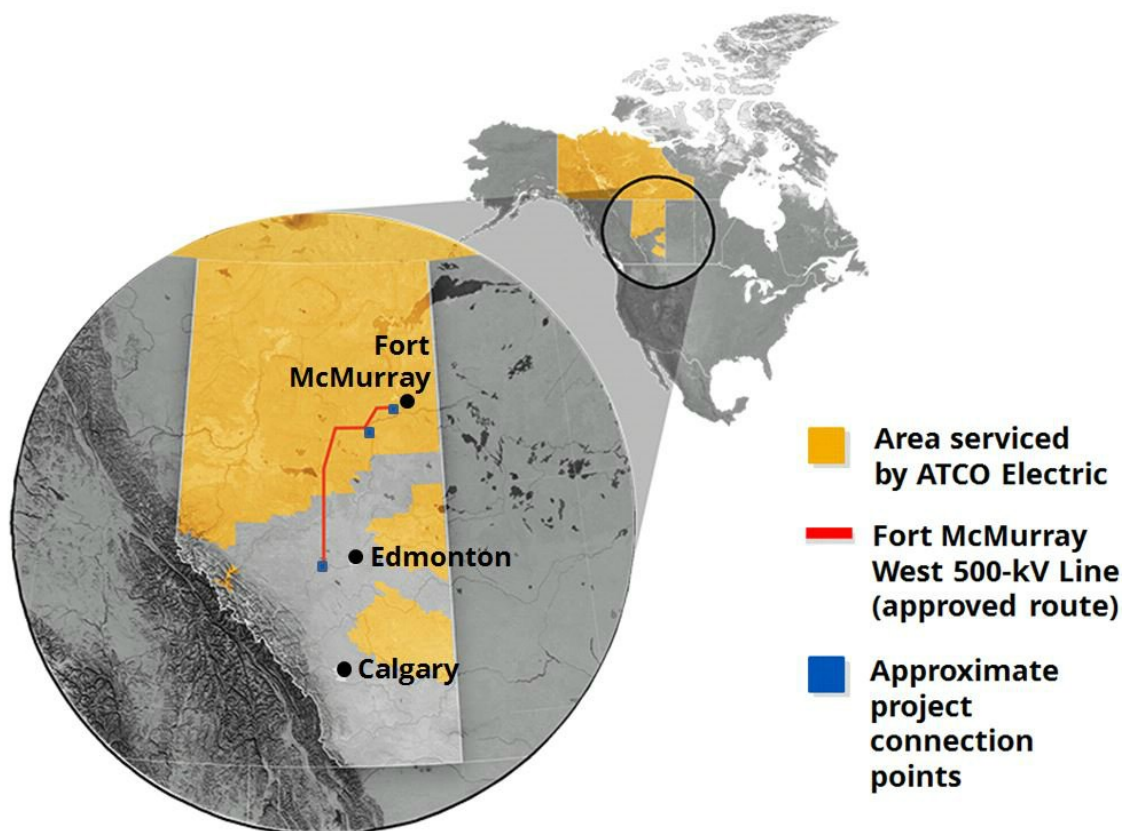 Fort
McMurray
Edmonton
Calgary
Area serviced
by ATCO Electric
Fort McMurray
West 500-kV Line
(approved route)
Approximate
project
connection
points